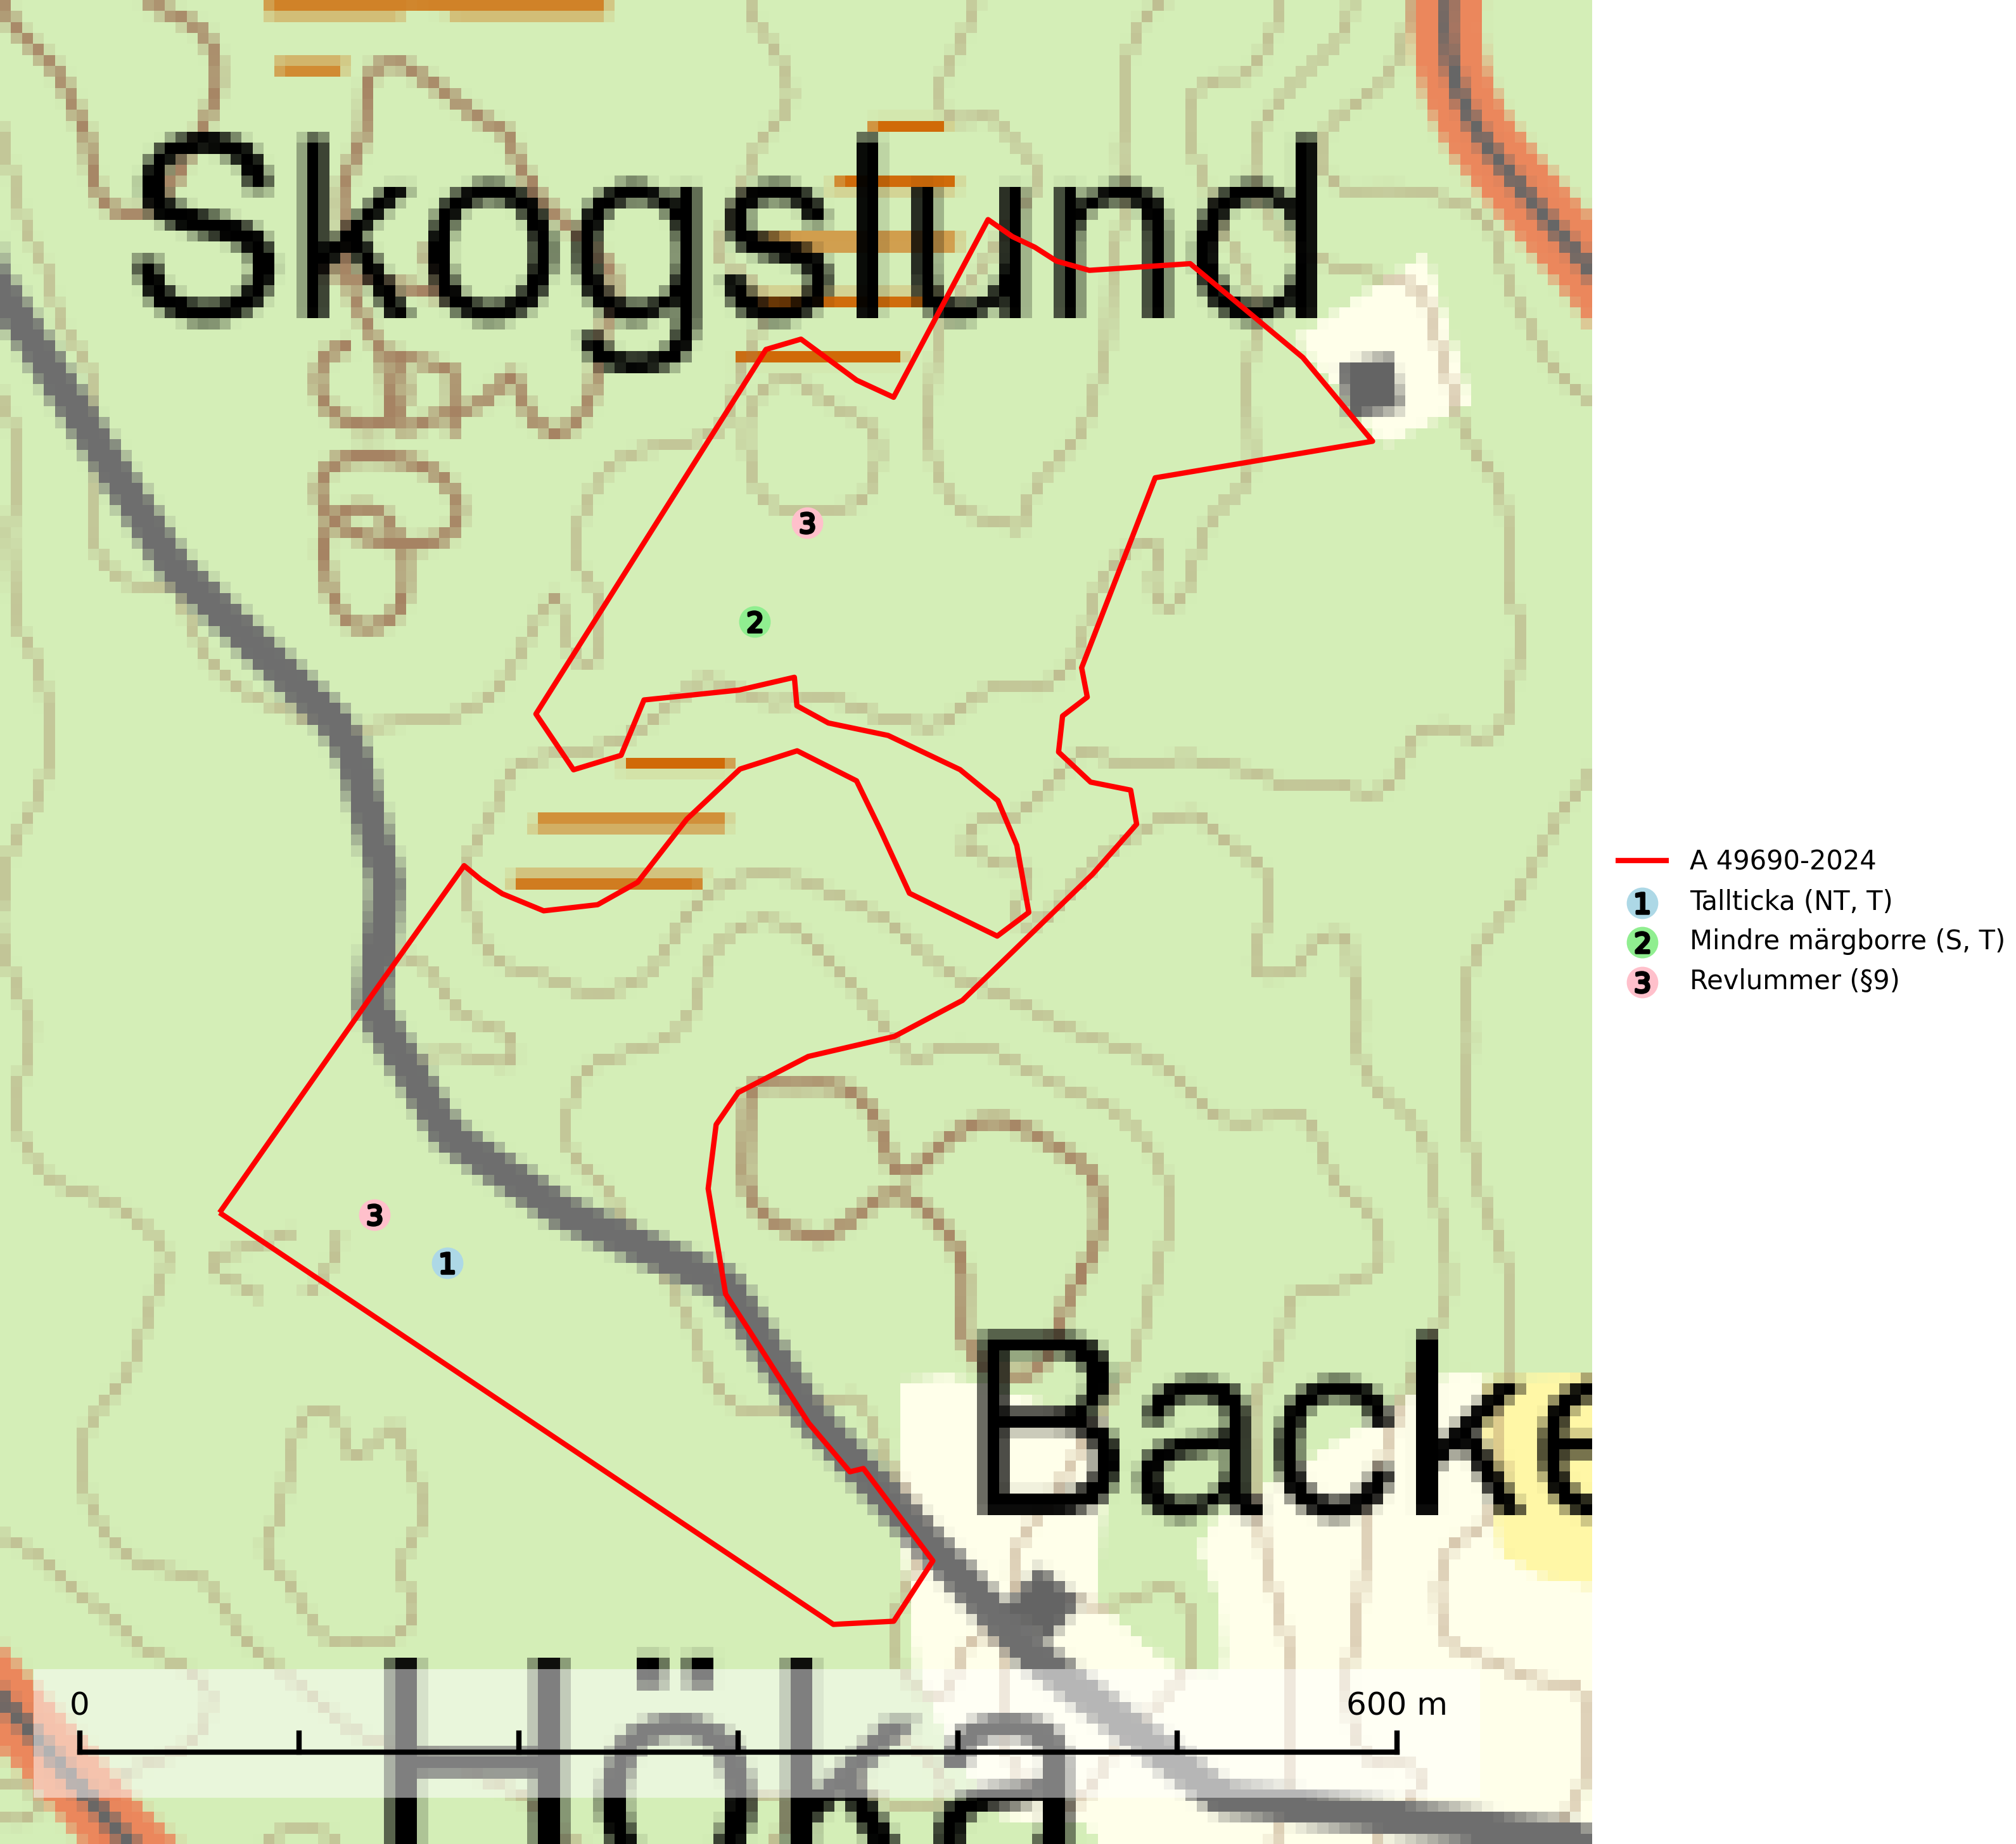 Skogslund
3
2
A 49690-2024
1 Tallticka (NT, T)
2 Mindre märgborre (S, T)
3 Revlummer (§9)
3
1
Backe
0
600 m
Höka